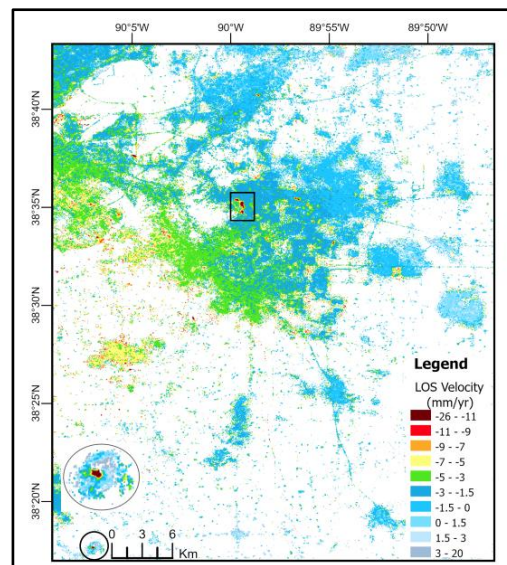 90°5'W 90°W 89°55'W 89°50'W
38°40'N
38°35'N
38°30'N
38°25'N
38°20'N
Legend
LOS Velocity
(mm/yr)
-26 - -11
-11 - -9
-9 - -7
-7 - -5
-5 - -3
-3 - -1.5
-1.5 - 0
0 - 1.5
1.5 - 3
3 - 20
0 3 6
Km